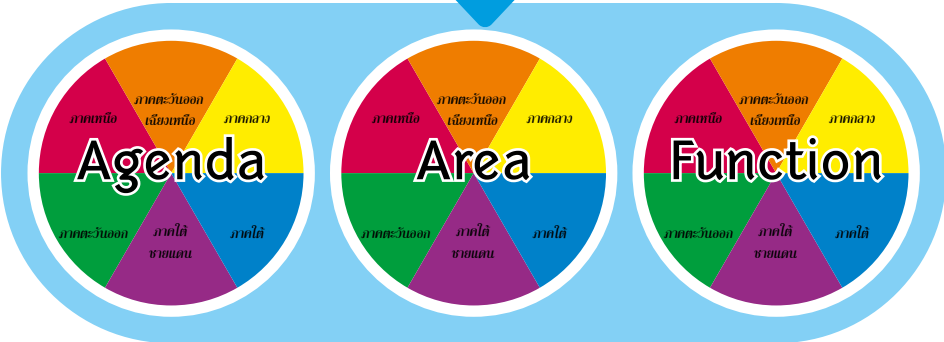 ภาคตะวันออก
เฉียงเหนือ
ภาคเหนือ
ภาคกลาง
Agenda
ภาคตะวันออก
ภาคใต้
ชายแดน
ภาคใต้
ภาคตะวันออก
เฉียงเหนือ
ภาคเหนือ
ภาคกลาง
Area
ภาคตะวันออก
ภาคใต้
ชายแดน
ภาคใต้
ภาคตะวันออก
เฉียงเหนือ
ภาคเหนือ
ภาคกลาง
Function
ภาคตะวันออก
ภาคใต้
ชายแดน
ภาคใต้